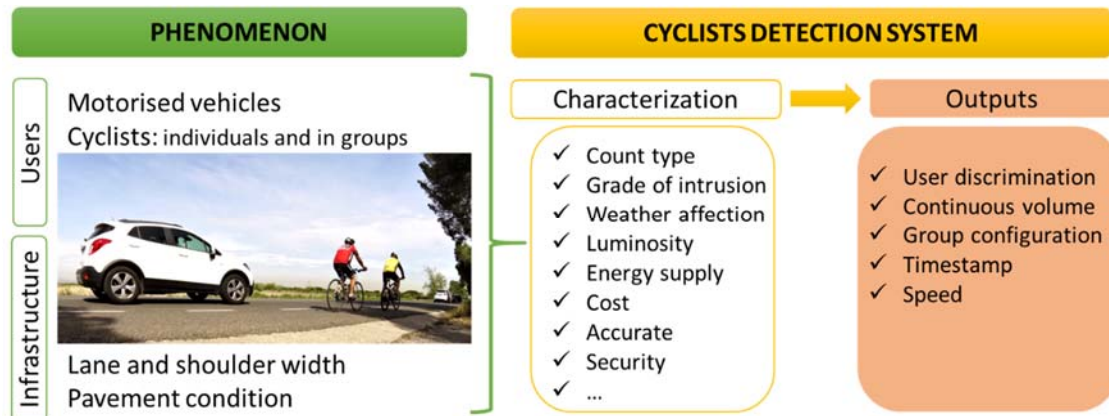 PHENOMENON
Users
Motorised vehicles
Cyclists: individuals and in groups
Infrastructure
Lane and shoulder width
Pavement condition
CYCLISTS DETECTION SYSTEM
Characterization
✓ Count type
✓ Grade of intrusion
✓ Weather affection
✓ Luminosity
✓ Energy supply
✓ Cost
✓ Accurate
✓ Security
✓ ...
Outputs
✓ User discrimination
✓ Continuous volume
✓ Group configuration
✓ Timestamp
✓ Speed